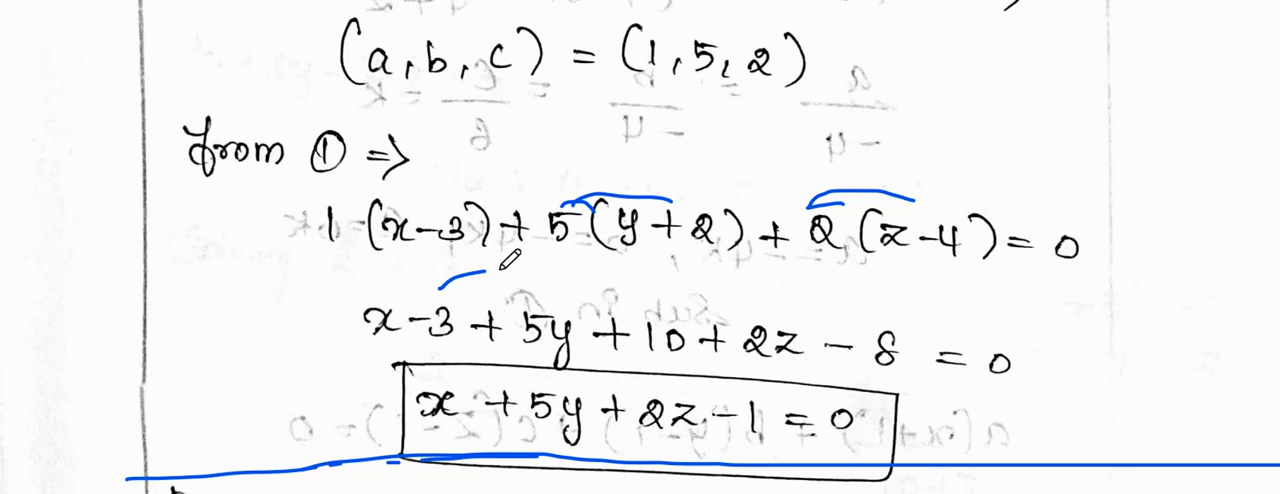 (a, b, c) = (1, 5, 2)
from ① ⇒
1 (x-3) + 5 (y+2) + 2 (z-4) = 0
x-3 + 5y + 10 + 2z - 8 = 0
x + 5y + 2z - 1 = 0